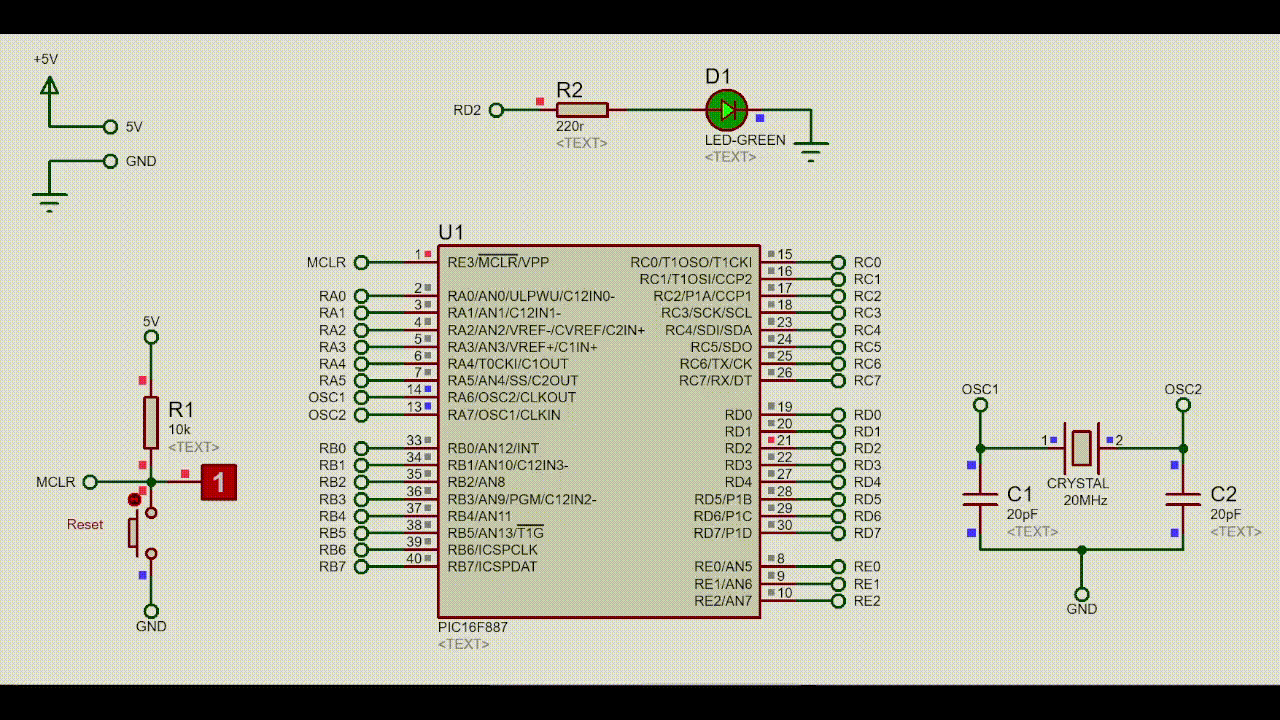 +5V
5V
GND
RD2
R2
220r
<TEXT>
D1
LED-GREEN
<TEXT>
U1
MCLR 1 RE3/MCLR/VPP
RA0 2 RA0/AN0/ULPWU/C12IN0-
RA1 3 RA1/AN1/C12IN1-
RA2 4 RA2/AN2/VREF-/CVREF/C2IN+
RA3 5 RA3/AN3/VREF+/C1IN+
RA4 6 RA4/T0CKI/C1OUT
RA5 7 RA5/AN4/SS/C2OUT
OSC1 14 RA6/OSC2/CLKOUT
OSC2 13 RA7/OSC1/CLKIN
RB0 33 RB0/AN12/INT
RB1 34 RB1/AN10/C12IN3-
RB2 35 RB2/AN8
RB3 36 RB3/AN9/PGM/C12IN2-
RB4 37 RB4/AN11
RB5 38 RB5/AN13/T1G
RB6 39 RB6/ICSPCLK
RB7 40 RB7/ICSPDAT
RC0/T1OSO/T1CKI 15 RC0
RC1/T1OSI/CCP2 16 RC1
RC2/P1A/CCP1 17 RC2
RC3/SCK/SCL 18 RC3
RC4/SDI/SDA 23 RC4
RC5/SDO 24 RC5
RC6/TX/CK 25 RC6
RC7/RX/DT 26 RC7
RD0 19 RD0
RD1 20 RD1
RD2 21 RD2
RD3 22 RD3
RD4 27 RD4
RD5/P1B 28 RD5
RD6/P1C 29 RD6
RD7/P1D 30 RD7
RE0/AN5 8 RE0
RE1/AN6 9 RE1
RE2/AN7 10 RE2
PIC16F887
<TEXT>
5V
R1
10k
<TEXT>
MCLR
1
Reset
GND
OSC1
OSC2
1
2
CRYSTAL
20MHz
C1
20pF
<TEXT>
C2
20pF
<TEXT>
GND